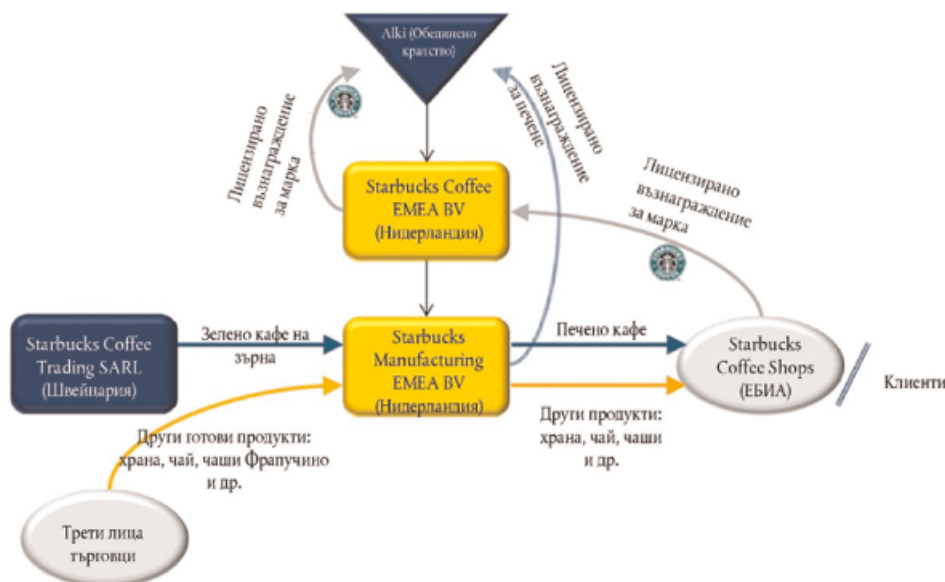 Alki (Обединено
кралство)
Лицензирано
възнаграждение
за марка
Лицензирано
възнаграждение
за печене
Starbucks Coffee
EMEA BV
(Нидерландия)
Лицензирано
възнаграждение
за марка
Starbucks Coffee
Trading SARL
(Швейцария)
Зелено кафе на
зърна
Starbucks
Manufacturing
EMEA BV
(Нидерландия)
Печено кафе
Starbucks
Coffee Shops
(ЕБИА)
Клиенти
Други готови продукти:
храна, чай, чаши Фрапучино
и др.
Други продукти:
храна, чай, чаши
и др.
Трети лица
търговци